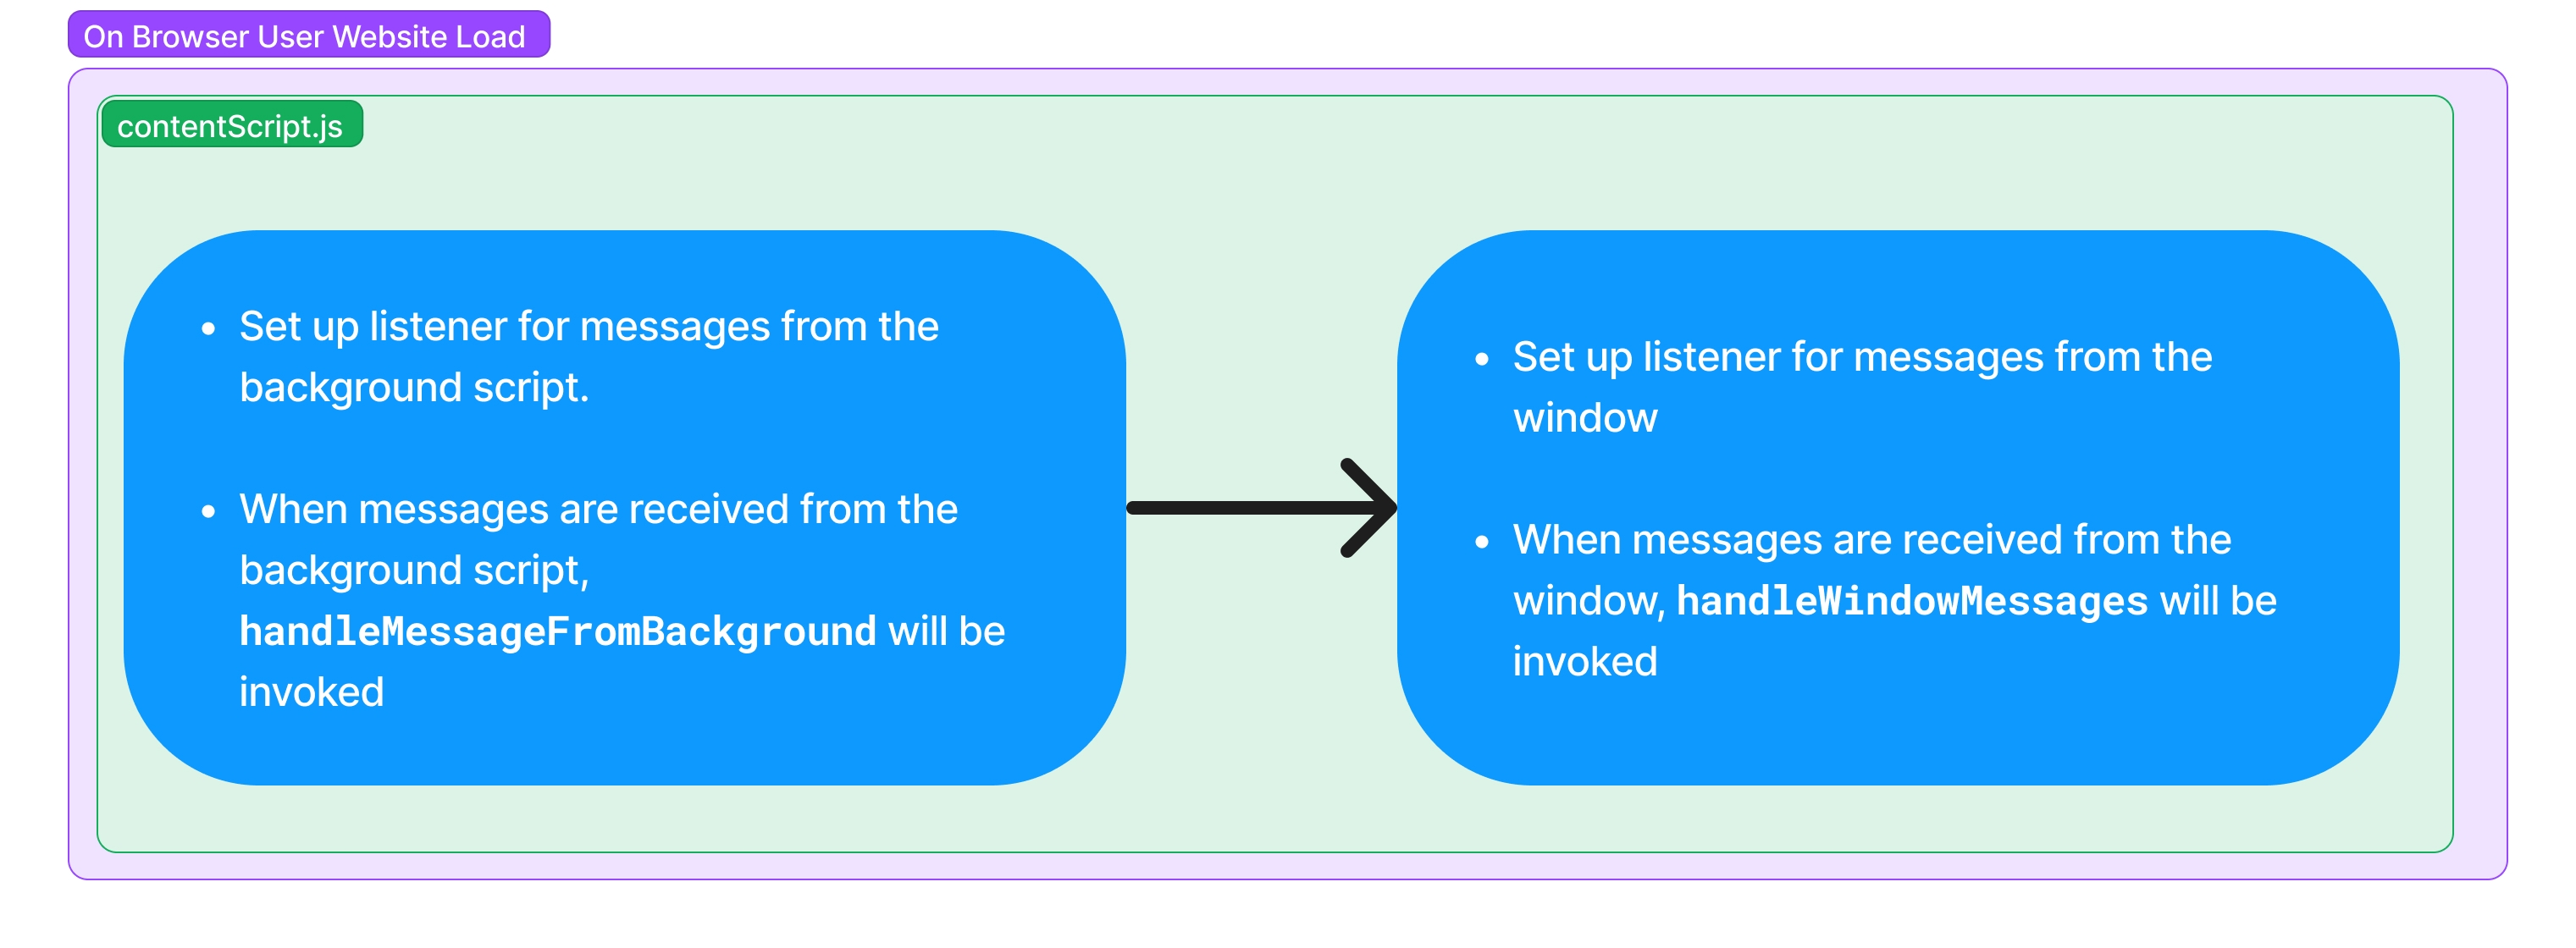 On Browser User Website Load
contentScript.js
• Set up listener for messages from the
background script.
• When messages are received from the
background script,
handleMessageFromBackground will be
invoked
• Set up listener for messages from the
window
• When messages are received from the
window, handleWindowMessages will be
invoked